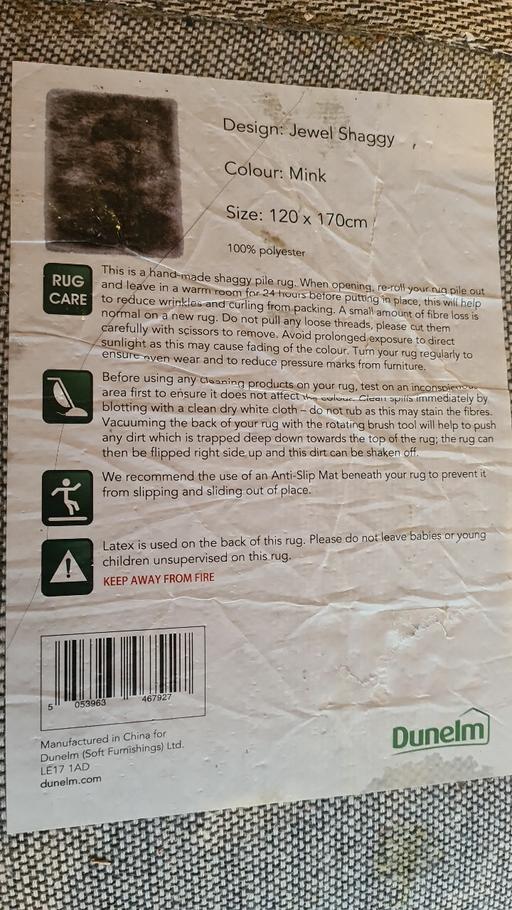 Design: Jewel Shaggy
Colour: Mink
Size: 120 x 170cm
100% polyester
RUG
CARE
This is a hand-made shaggy pile rug. When opening, re-roll your rug pile out
and leave in a warm room for 24 hours before putting in place, this will help
to reduce wrinkles and curling from packing. A small amount of fibre loss is
normal on a new rug. Do not pull any loose threads, please cut them
carefully with scissors to remove. Avoid prolonged exposure to direct
sunlight as this may cause fading of the colour. Turn your rug regularly to
ensure even wear and to reduce pressure marks from furniture.
Before using any cleaning products on your rug, test on an inconspicuous
area first to ensure it does not affect the colour. Clean spills immediately by
blotting with a clean dry white cloth – do not rub as this may stain the fibres.
Vacuuming the back of your rug with the rotating brush tool will help to push
any dirt which is trapped deep down towards the top of the rug; the rug can
then be flipped right side up and this dirt can be shaken off.
We recommend the use of an Anti-Slip Mat beneath your rug to prevent it
from slipping and sliding out of place.
Latex is used on the back of this rug. Please do not leave babies or young
children unsupervised on this rug.
KEEP AWAY FROM FIRE
5 053963 467927
Manufactured in China for
Dunelm (Soft Furnishings) Ltd.
LE17 1AD
dunelm.com
Dunelm